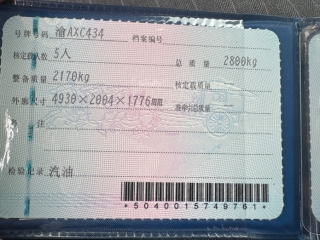 号牌号码 渝AXC434 档案编号
核定载人数 5人 总质量 2800kg
整备质量 2170kg 核定载质量
外廓尺寸 4930×2004×1776mm 准牵引总质量 —
备注
检验记录 汽油
*5040015749761*